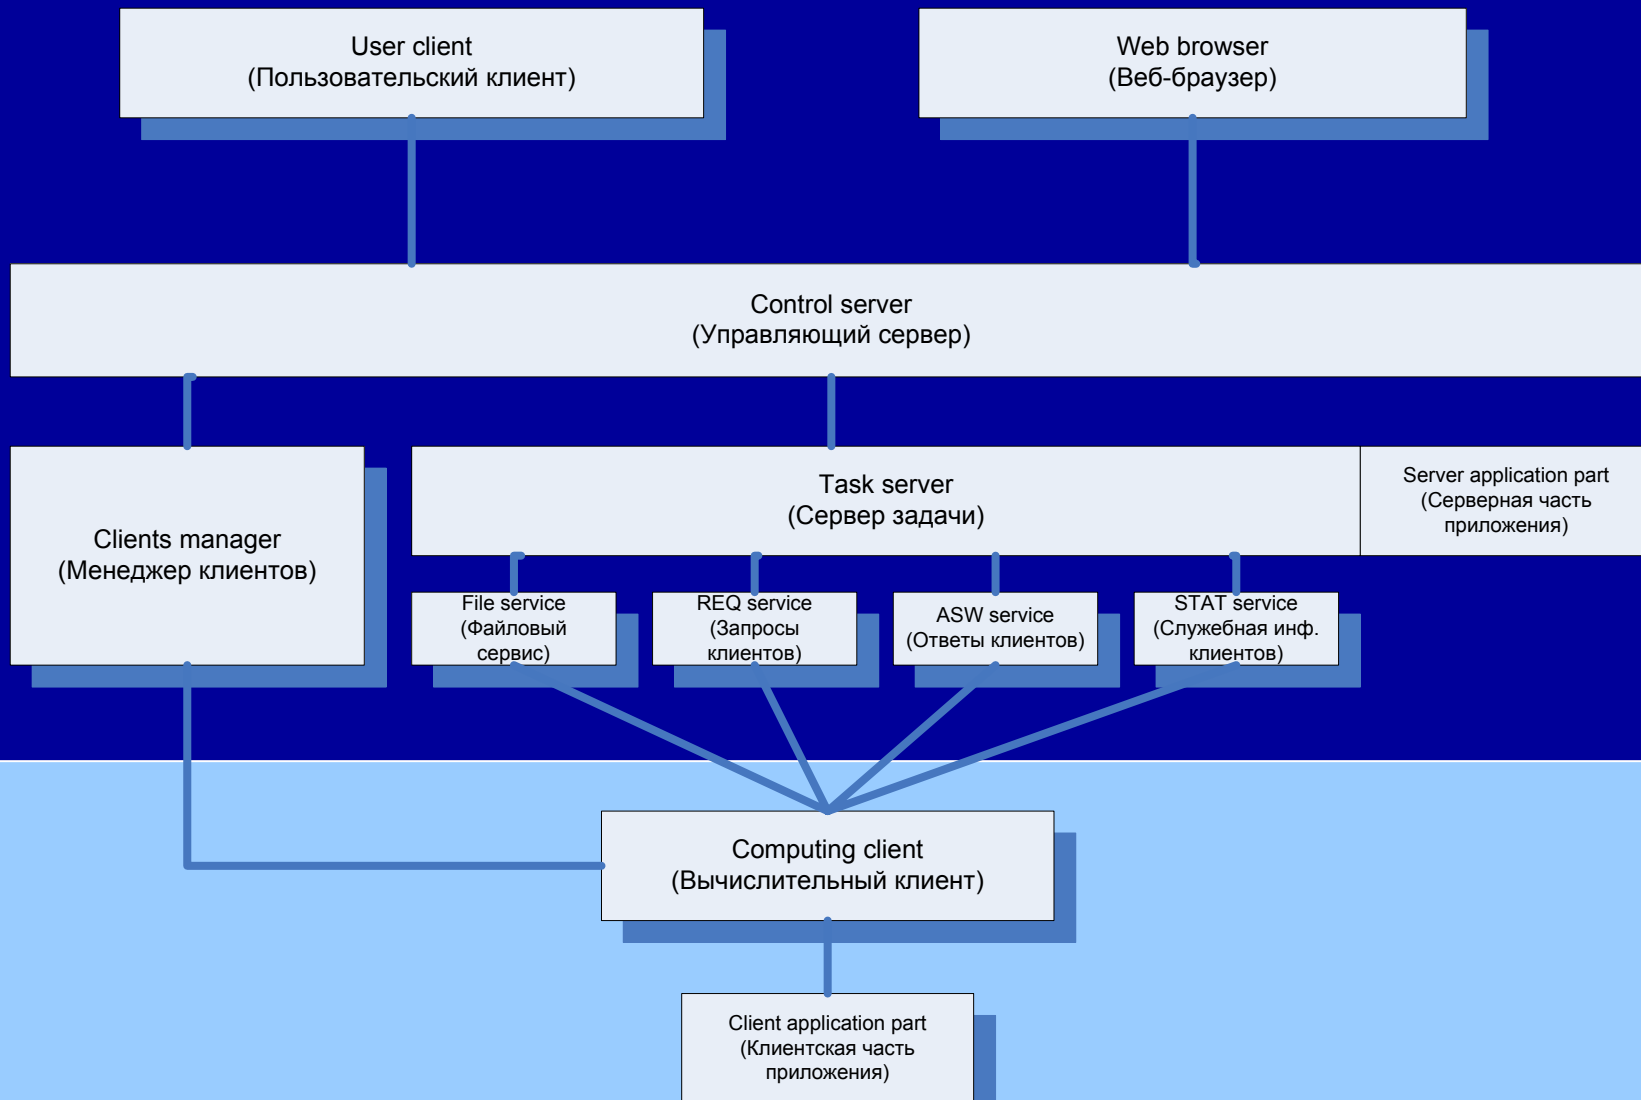 User client
(Пользовательский клиент)
Web browser
(Веб-браузер)
Control server
(Управляющий сервер)
Clients manager
(Менеджер клиентов)
Task server
(Сервер задачи)
Server application part
(Серверная часть
приложения)
File service
(Файловый
сервис)
REQ service
(Запросы
клиентов)
ASW service
(Ответы клиентов)
STAT service
(Служебная инф.
клиентов)
Computing client
(Вычислительный клиент)
Client application part
(Клиентская часть
приложения)